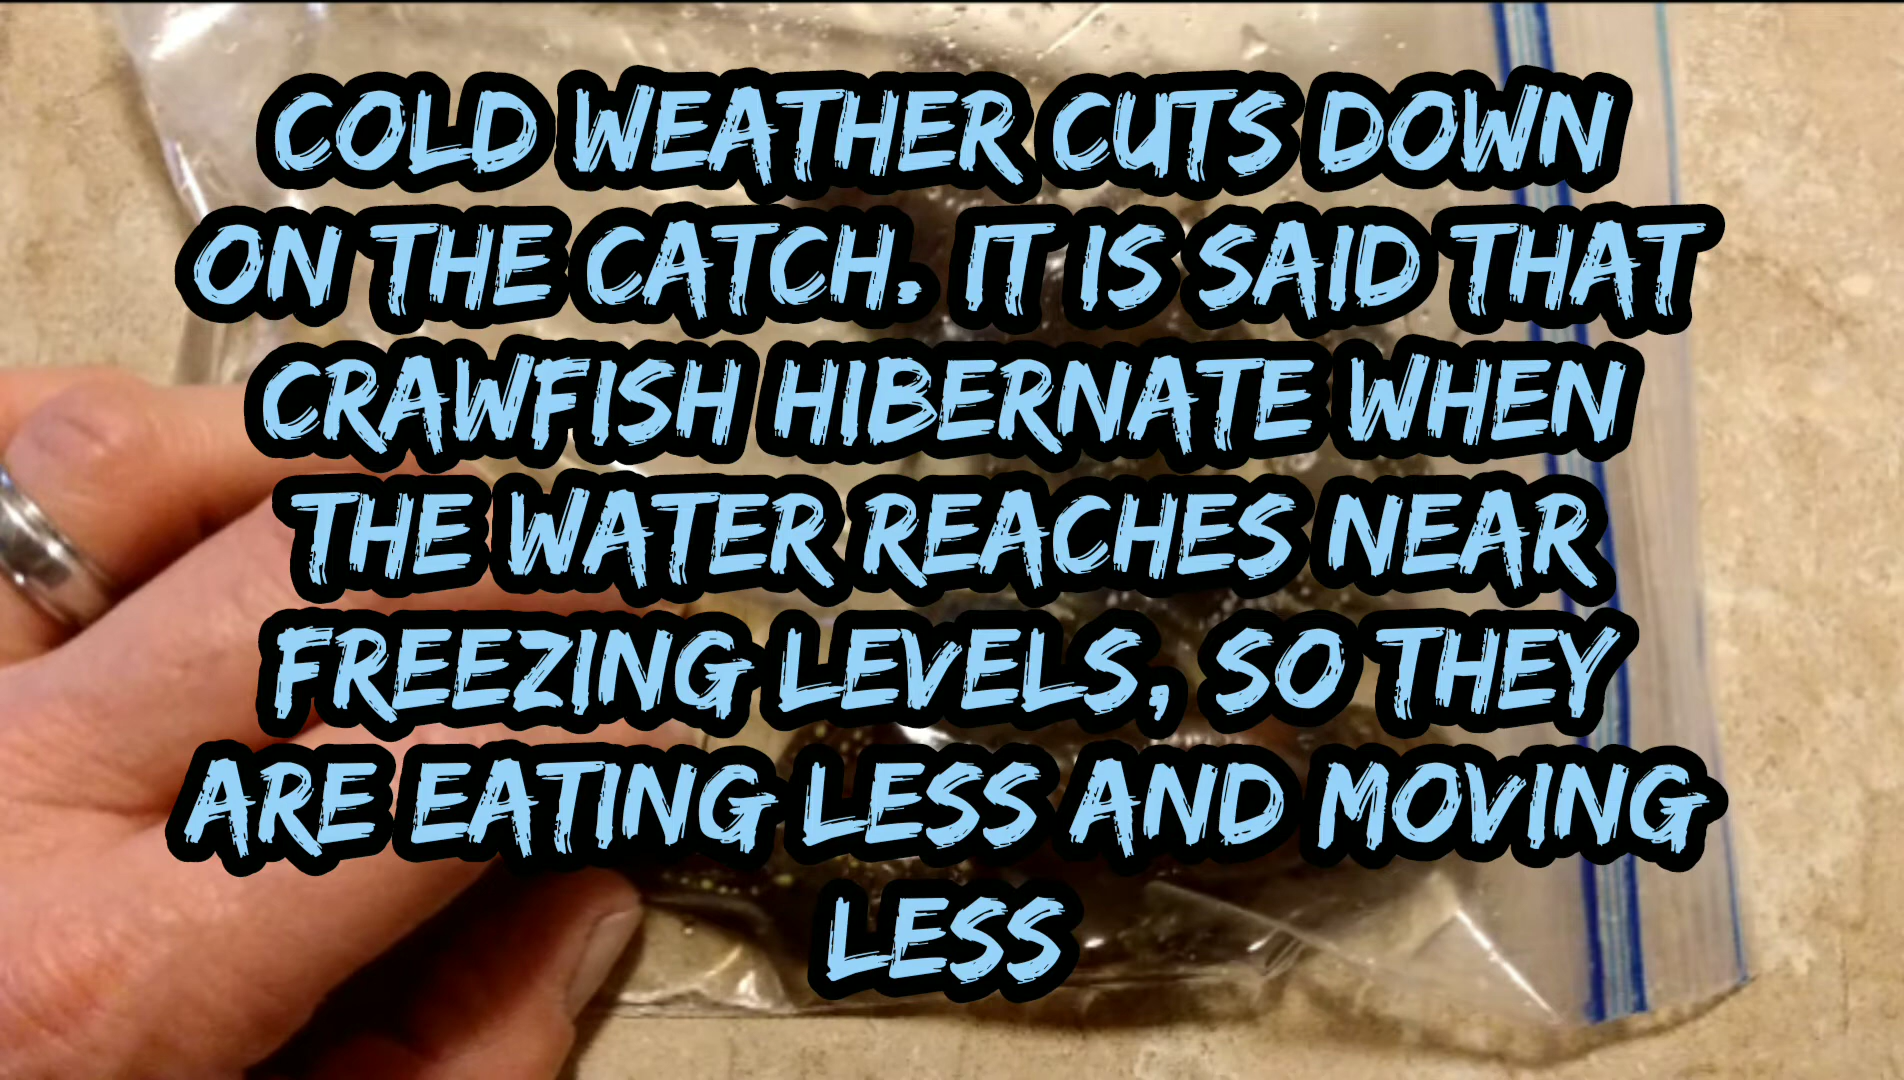 COLD WEATHER CUTS DOWN
ON THE CATCH. IT IS SAID THAT
CRAWFISH HIBERNATE WHEN
THE WATER REACHES NEAR
FREEZING LEVELS, SO THEY
ARE EATING LESS AND MOVING
LESS